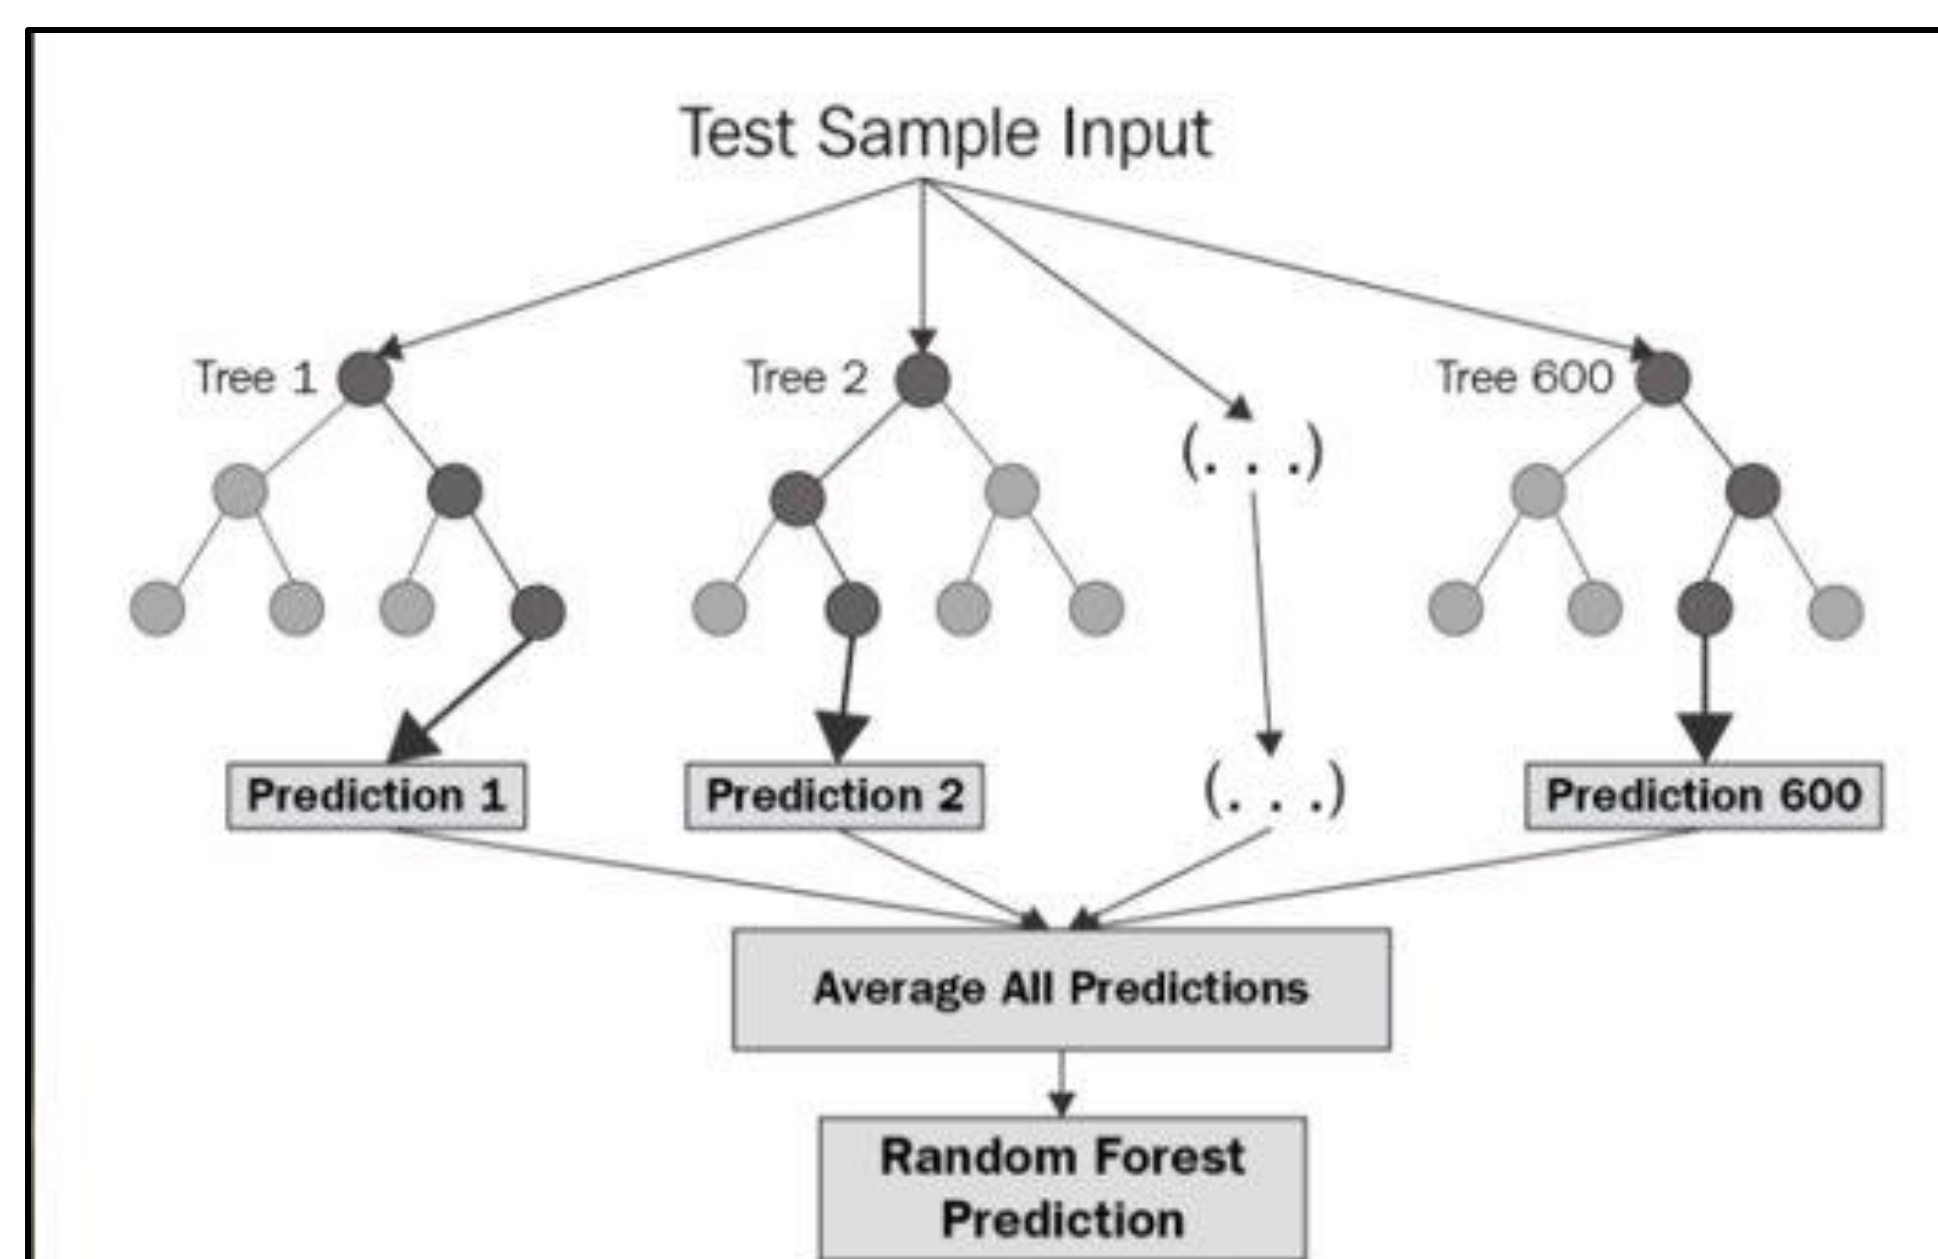 Test Sample Input
Tree 1
Tree 2
Tree 600
(. . .)
Prediction 1
Prediction 2
(. . .)
Prediction 600
Average All Predictions
Random Forest
Prediction